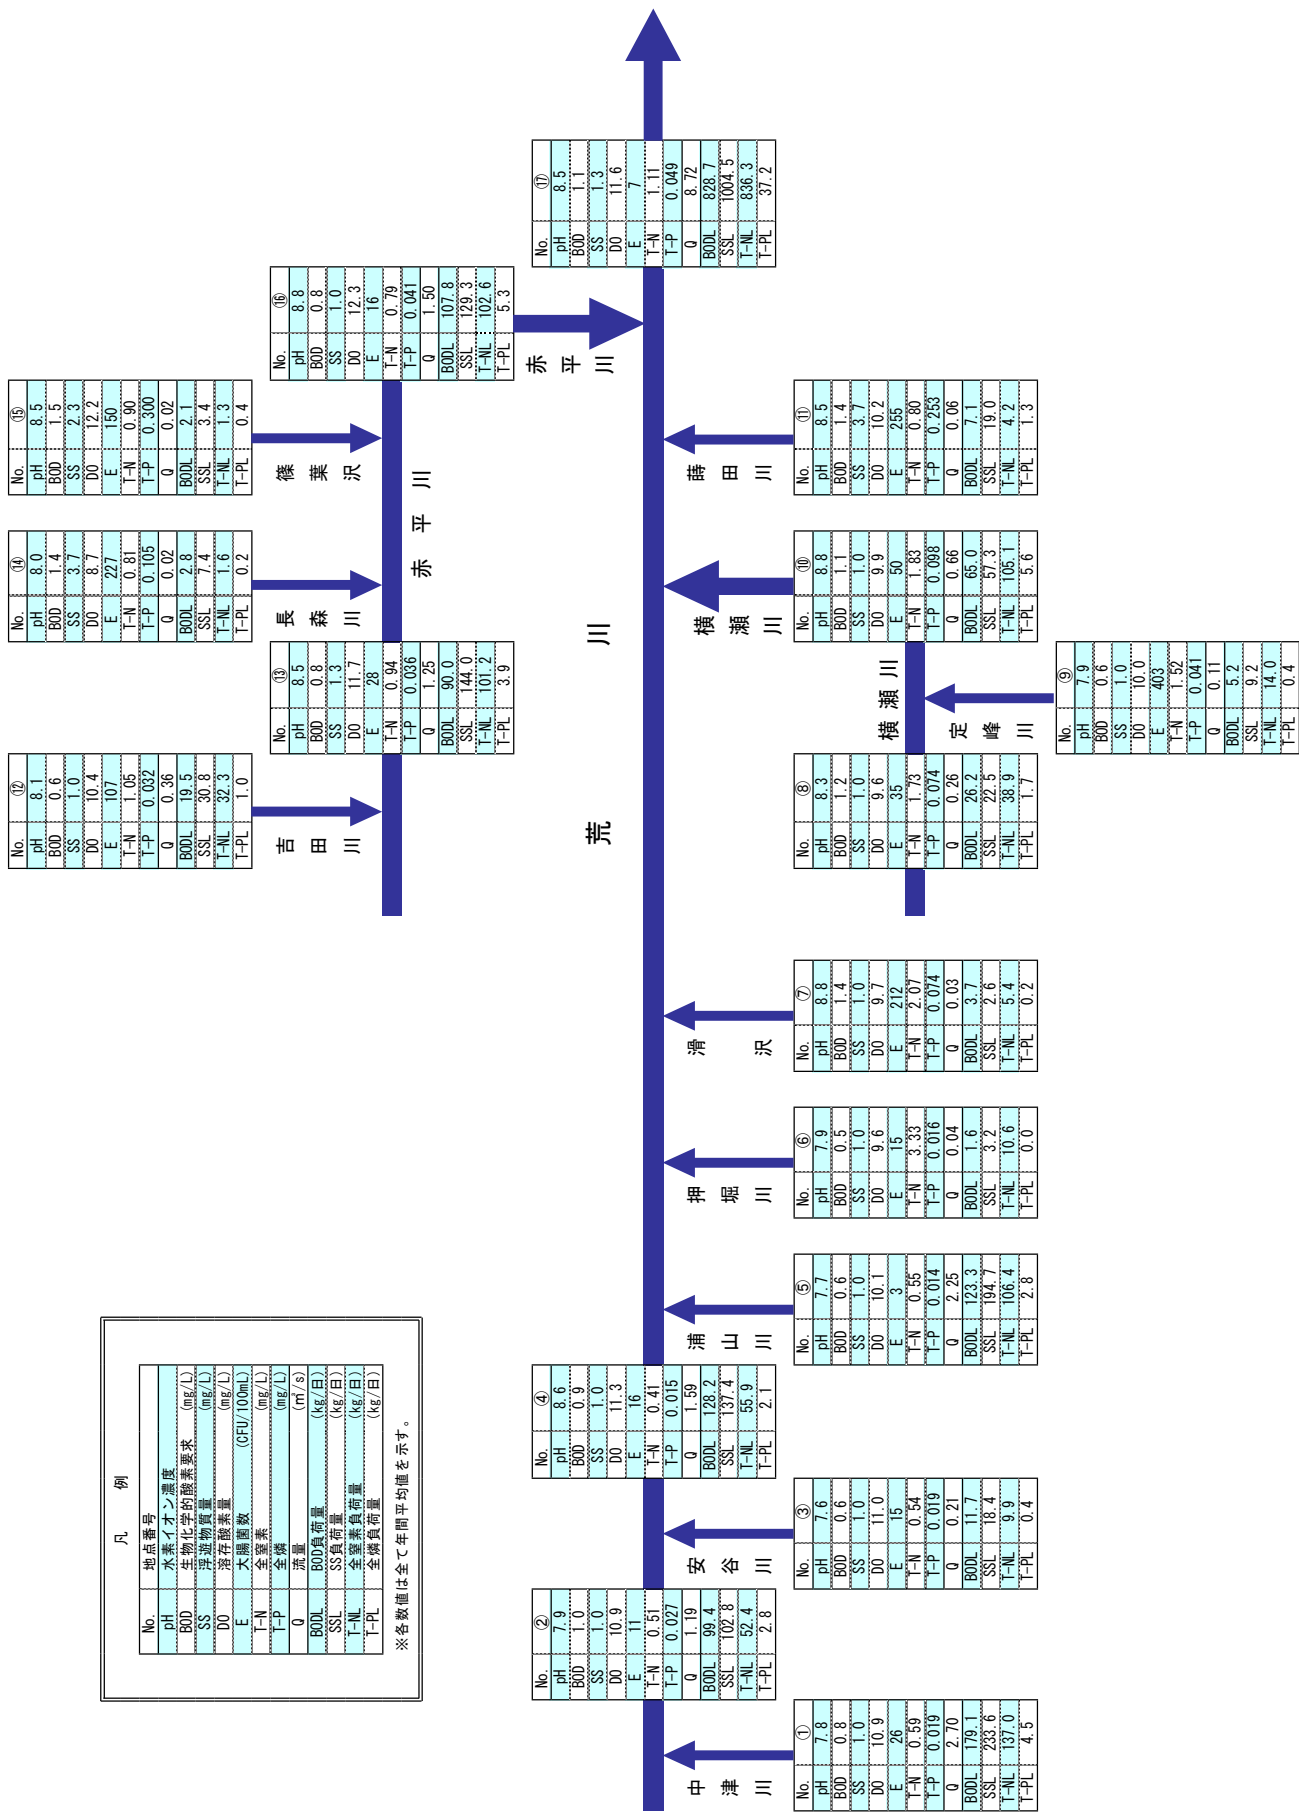 凡 例
No. 地点番号
pH 水素イオン濃度
BOD 生物化学的酸素要求 (mg/L)
SS 浮遊物質量 (mg/L)
DO 溶存酸素量 (mg/L)
E 大腸菌数 (CFU/100mL)
T-N 全窒素 (mg/L)
T-P 全燐 (mg/L)
Q 流量 (㎥/s)
BODL BOD負荷量 (kg/日)
SSL SS負荷量 (kg/日)
T-NL 全窒素負荷量 (kg/日)
T-PL 全燐負荷量 (kg/日)
※各数値は全て年間平均値を示す。
No. ⑫
pH 8.1
BOD 0.6
SS 1.0
DO 10.4
E 107
T-N 1.05
T-P 0.032
Q 0.36
BODL 19.5
SSL 30.8
T-NL 32.3
T-PL 1.0
吉田川
No. ⑭
pH 8.0
BOD 1.4
SS 3.7
DO 8.7
E 227
T-N 0.81
T-P 0.105
Q 0.02
BODL 2.8
SSL 7.4
T-NL 1.6
T-PL 0.2
長森川
No. ⑮
pH 8.5
BOD 1.5
SS 2.3
DO 12.2
E 150
T-N 0.90
T-P 0.300
Q 0.02
BODL 2.1
SSL 3.4
T-NL 1.3
T-PL 0.4
篠葉沢
No. ⑬
pH 8.5
BOD 0.8
SS 1.3
DO 11.7
E 28
T-N 0.94
T-P 0.036
Q 1.25
BODL 90.0
SSL 144.0
T-NL 101.2
T-PL 3.9
赤平川
No. ⑯
pH 8.8
BOD 0.8
SS 1.0
DO 12.3
E 16
T-N 0.79
T-P 0.041
Q 1.50
BODL 107.8
SSL 129.3
T-NL 102.6
T-PL 5.3
赤平川
No. ②
pH 7.9
BOD 1.0
SS 1.0
DO 10.9
E 11
T-N 0.51
T-P 0.027
Q 1.19
BODL 99.4
SSL 102.8
T-NL 52.4
T-PL 2.8
No. ④
pH 8.6
BOD 0.9
SS 1.0
DO 11.3
E 16
T-N 0.41
T-P 0.015
Q 1.59
BODL 128.2
SSL 137.4
T-NL 55.9
T-PL 2.1
荒川
No. ⑰
pH 8.5
BOD 1.1
SS 1.3
DO 11.6
E 7
T-N 1.11
T-P 0.049
Q 8.72
BODL 828.7
SSL 1004.5
T-NL 836.3
T-PL 37.2
中津川
No. ①
pH 7.8
BOD 0.8
SS 1.0
DO 10.9
E 26
T-N 0.59
T-P 0.019
Q 2.70
BODL 179.1
SSL 233.6
T-NL 137.0
T-PL 4.5
安谷川
No. ③
pH 7.6
BOD 0.6
SS 1.0
DO 11.0
E 15
T-N 0.54
T-P 0.019
Q 0.21
BODL 11.7
SSL 18.4
T-NL 9.9
T-PL 0.4
浦山川
No. ⑤
pH 7.7
BOD 0.6
SS 1.0
DO 10.1
E 3
T-N 0.55
T-P 0.014
Q 2.25
BODL 123.3
SSL 194.7
T-NL 106.4
T-PL 2.8
押堀川
No. ⑥
pH 7.9
BOD 0.5
SS 1.0
DO 9.6
E 15
T-N 3.33
T-P 0.016
Q 0.04
BODL 1.6
SSL 3.2
T-NL 10.6
T-PL 0.0
滑沢
No. ⑦
pH 8.8
BOD 1.4
SS 1.0
DO 9.7
E 212
T-N 2.07
T-P 0.074
Q 0.03
BODL 3.7
SSL 2.6
T-NL 5.4
T-PL 0.2
No. ⑧
pH 8.3
BOD 1.2
SS 1.0
DO 9.6
E 35
T-N 1.73
T-P 0.074
Q 0.26
BODL 26.2
SSL 22.5
T-NL 38.9
T-PL 1.7
横瀬川
定峰川
No. ⑨
pH 7.9
BOD 0.6
SS 1.0
DO 10.0
E 403
T-N 1.52
T-P 0.041
Q 0.11
BODL 5.2
SSL 9.2
T-NL 14.0
T-PL 0.4
横瀬川
No. ⑩
pH 8.8
BOD 1.1
SS 1.0
DO 9.9
E 50
T-N 1.83
T-P 0.098
Q 0.66
BODL 65.0
SSL 57.3
T-NL 105.1
T-PL 5.6
蒔田川
No. ⑪
pH 8.5
BOD 1.4
SS 3.7
DO 10.2
E 255
T-N 0.80
T-P 0.253
Q 0.06
BODL 7.1
SSL 19.0
T-NL 4.2
T-PL 1.3